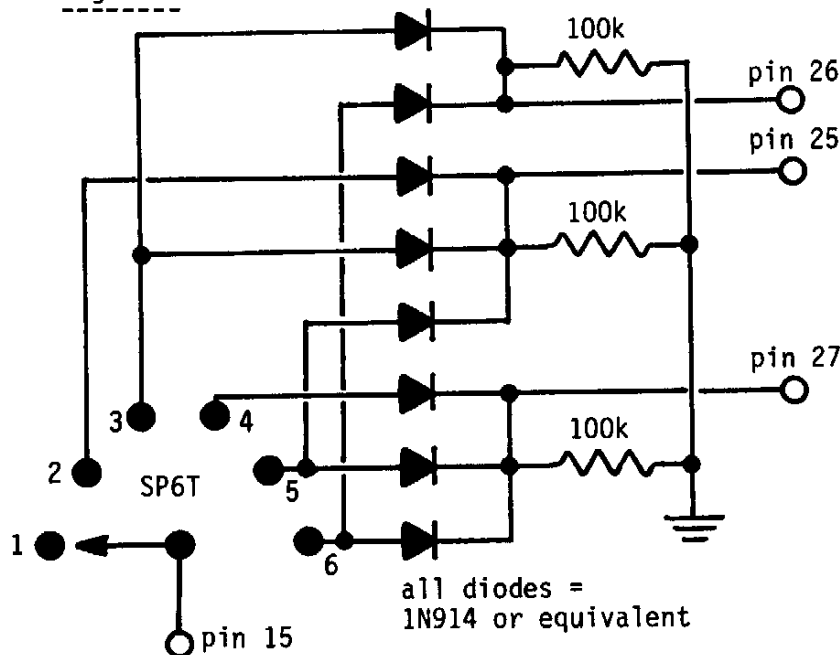 100k
pin 26
pin 25
100k
pin 27
100k
3
4
2
SP6T
5
1
6
all diodes =
1N914 or equivalent
pin 15